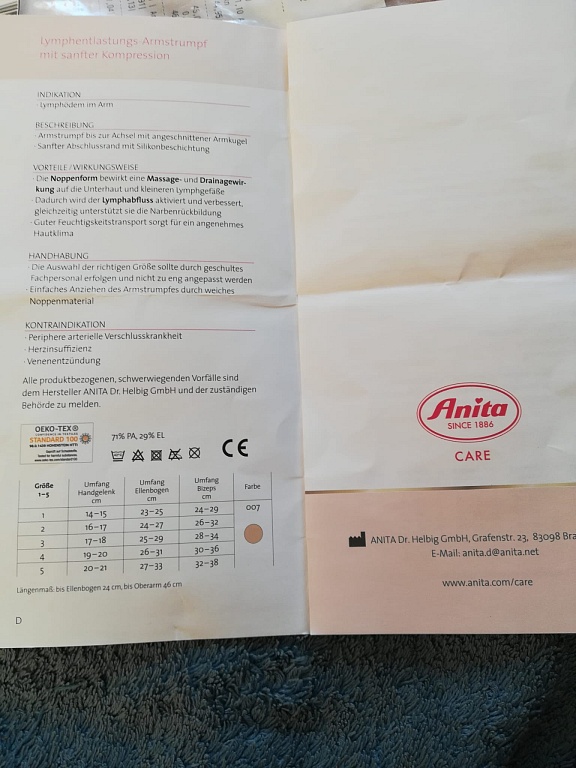 Lymphentlastungs-Armstrumpf
mit sanfter Kompression
INDIKATION
· Lymphödem im Arm
BESCHREIBUNG
· Armstrumpf bis zur Achsel mit angeschnittener Armkugel
· Sanfter Abschlussrand mit Silikonbeschichtung
VORTEILE / WIRKUNGSWEISE
· Die Noppenform bewirkt eine Massage- und Drainagewir-
kung auf die Unterhaut und kleineren Lymphgefäße
· Dadurch wird der Lymphabfluss aktiviert und verbessert,
gleichzeitig unterstützt sie die Narbenrückbildung
· Guter Feuchtigkeitstransport sorgt für ein angenehmes
Hautklima
HANDHABUNG
· Die Auswahl der richtigen Größe sollte durch geschultes
Fachpersonal erfolgen und nicht zu eng angepasst werden
· Einfaches Anziehen des Armstrumpfes durch weiches
Noppenmaterial
KONTRAINDIKATION
· Periphere arterielle Verschlusskrankheit
· Herzinsuffizienz
· Venenentzündung
Alle produktbezogenen, schwerwiegenden Vorfälle sind
dem Hersteller ANITA Dr. Helbig GmbH und der zuständigen
Behörde zu melden.
OEKO-TEX®
CONFIDENCE IN TEXTILES
STANDARD 100
71% PA, 29% EL
CE
Größe 1–5 Umfang Handgelenk cm Umfang Ellenbogen cm Umfang Bizeps cm Farbe
1 14–15 23–25 24–29 007
2 16–17 24–27 26–32
3 17–18 25–29 28–34
4 19–20 26–31 30–36
5 20–21 27–33 32–38
Längenmaß: bis Ellenbogen 24 cm, bis Oberarm 46 cm
D
Anita
SINCE 1886
CARE
ANITA Dr. Helbig GmbH, Grafenstr. 23, 83098 Bra
E-Mail: anita.d@anita.net
www.anita.com/care